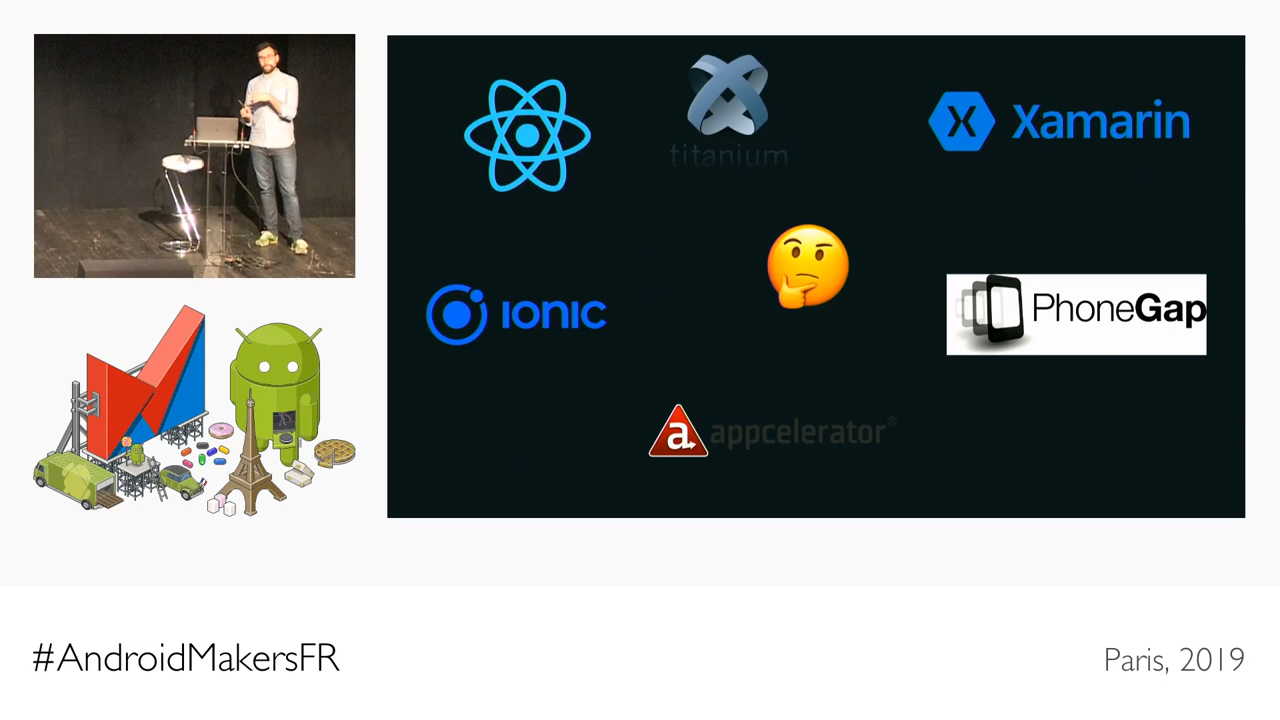 titanium
Xamarin
IONIC
PhoneGap
appcelerator®
#AndroidMakersFR
Paris, 2019